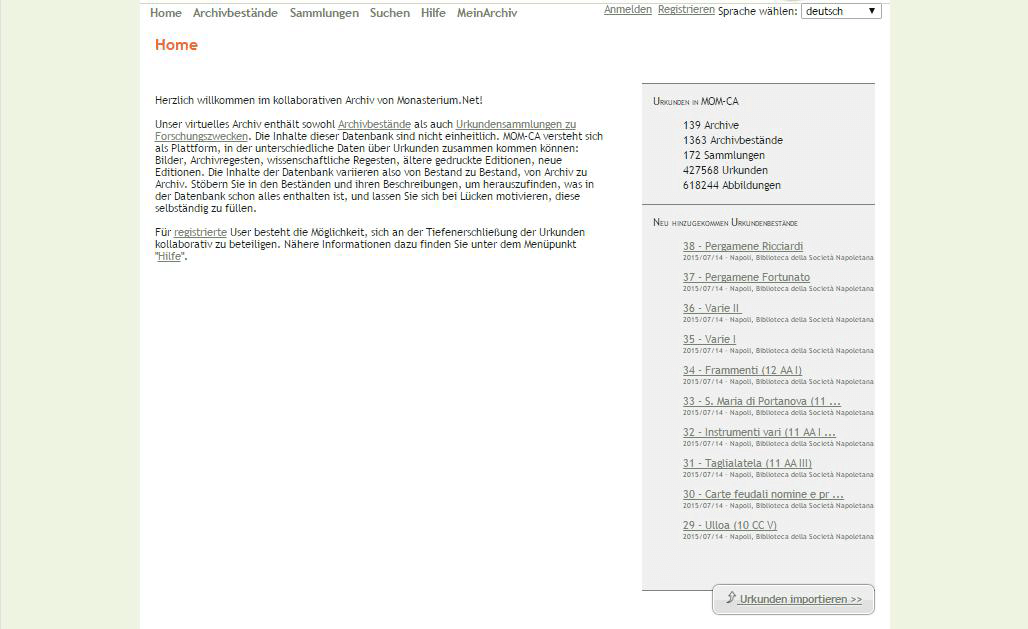 Home Archivbestände Sammlungen Suchen Hilfe MeinArchiv
Anmelden Registrieren Sprache wählen: deutsch
Home
Herzlich willkommen im kollaborativen Archiv von Monasterium.Net!
Unser virtuelles Archiv enthält sowohl Archivbestände als auch Urkundensammlungen zu
Forschungszwecken. Die Inhalte dieser Datenbank sind nicht einheitlich. MOM-CA versteht sich
als Plattform, in der unterschiedliche Daten über Urkunden zusammen kommen können:
Bilder, Archivregesten, wissenschaftliche Regesten, ältere gedruckte Editionen, neue
Editionen. Die Inhalte der Datenbank variieren also von Bestand zu Bestand, von Archiv zu
Archiv. Stöbern Sie in den Beständen und ihren Beschreibungen, um herauszufinden, was in
der Datenbank schon alles enthalten ist, und lassen Sie sich bei Lücken motivieren, diese
selbständig zu füllen.
Für registrierte User besteht die Möglichkeit, sich an der Tiefenerschließung der Urkunden
kollaborativ zu beteiligen. Nähere Informationen dazu finden Sie unter dem Menüpunkt
"Hilfe".
Urkunden in MOM-CA
139 Archive
1363 Archivbestände
172 Sammlungen
427568 Urkunden
618244 Abbildungen
Neu hinzugekommen Urkundenbestände
38 - Pergamene Ricciardi
2015/07/14 - Napoli, Biblioteca della Società Napoletana
37 - Pergamene Fortunato
2015/07/14 - Napoli, Biblioteca della Società Napoletana
36 - Varie II
2015/07/14 - Napoli, Biblioteca della Società Napoletana
35 - Varie I
2015/07/14 - Napoli, Biblioteca della Società Napoletana
34 - Frammenti (12 AA I)
2015/07/14 - Napoli, Biblioteca della Società Napoletana
33 - S. Maria di Portanova (11 ...
2015/07/14 - Napoli, Biblioteca della Società Napoletana
32 - Instrumenti vari (11 AA I ...
2015/07/14 - Napoli, Biblioteca della Società Napoletana
31 - Taglialatela (11 AA III)
2015/07/14 - Napoli, Biblioteca della Società Napoletana
30 - Carte feudali nomine e pr ...
2015/07/14 - Napoli, Biblioteca della Società Napoletana
29 - Ulloa (10 CC V)
2015/07/14 - Napoli, Biblioteca della Società Napoletana
Urkunden importieren >>